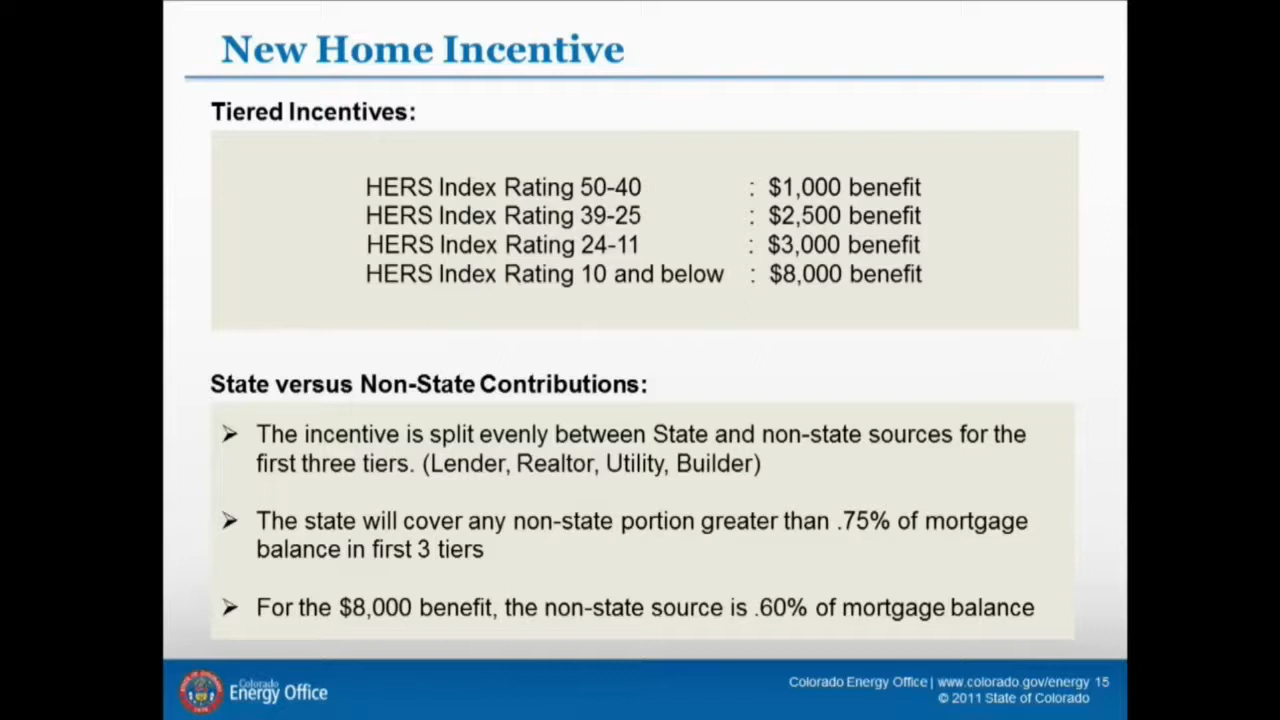 New Home Incentive
Tiered Incentives:
HERS Index Rating 50-40 : $1,000 benefit
HERS Index Rating 39-25 : $2,500 benefit
HERS Index Rating 24-11 : $3,000 benefit
HERS Index Rating 10 and below : $8,000 benefit
State versus Non-State Contributions:
➢ The incentive is split evenly between State and non-state sources for the
first three tiers. (Lender, Realtor, Utility, Builder)
➢ The state will cover any non-state portion greater than .75% of mortgage
balance in first 3 tiers
➢ For the $8,000 benefit, the non-state source is .60% of mortgage balance
Colorado
Energy Office
Colorado Energy Office | www.colorado.gov/energy 15
© 2011 State of Colorado